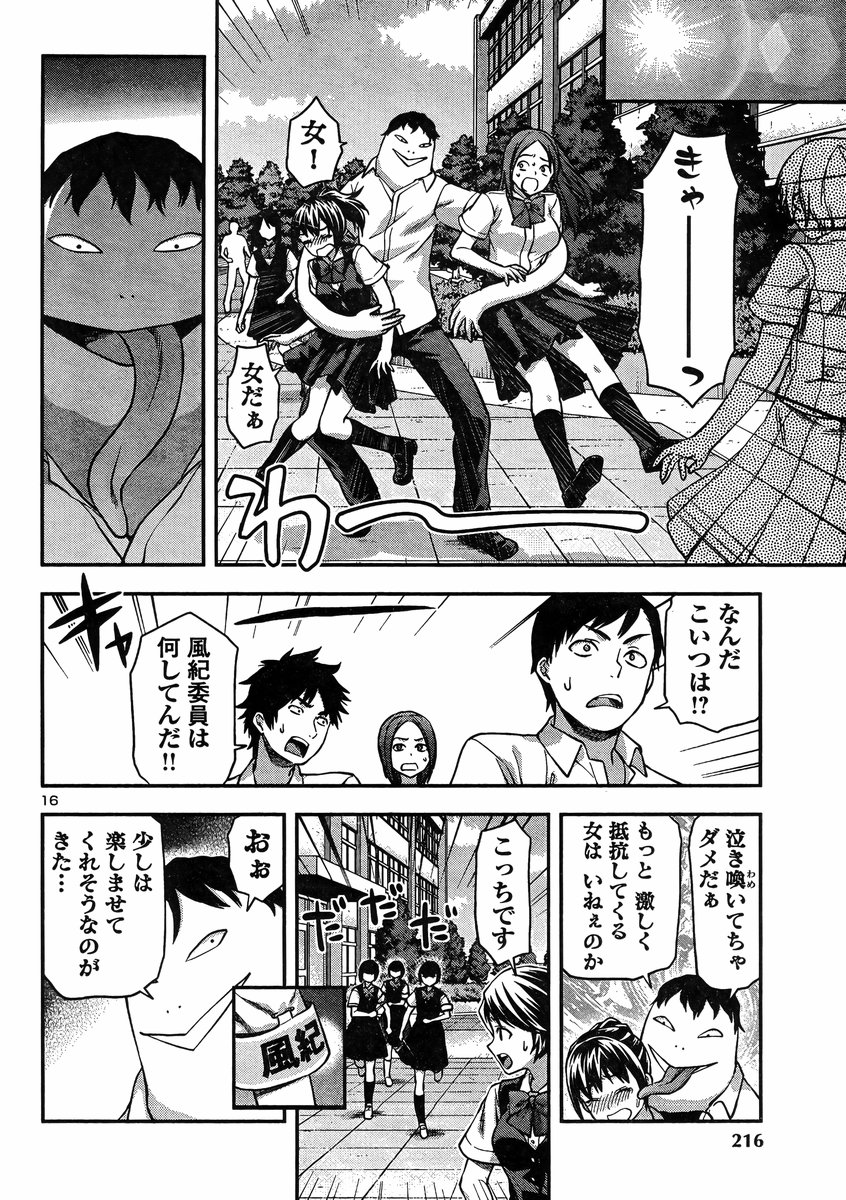 きゃーーーっ
女！
女だぁ
わー
なんだ
こいつは!?
風紀委員は
何してんだ!!
キャー
16
泣き喚いてちゃ
わめ
ダメだぁ
もっと 激しく
抵抗してくる
女は いねぇのか
こっちです
だだだ
風紀
おぉ
少しは
楽しませて
くれそうなのが
きた…
216